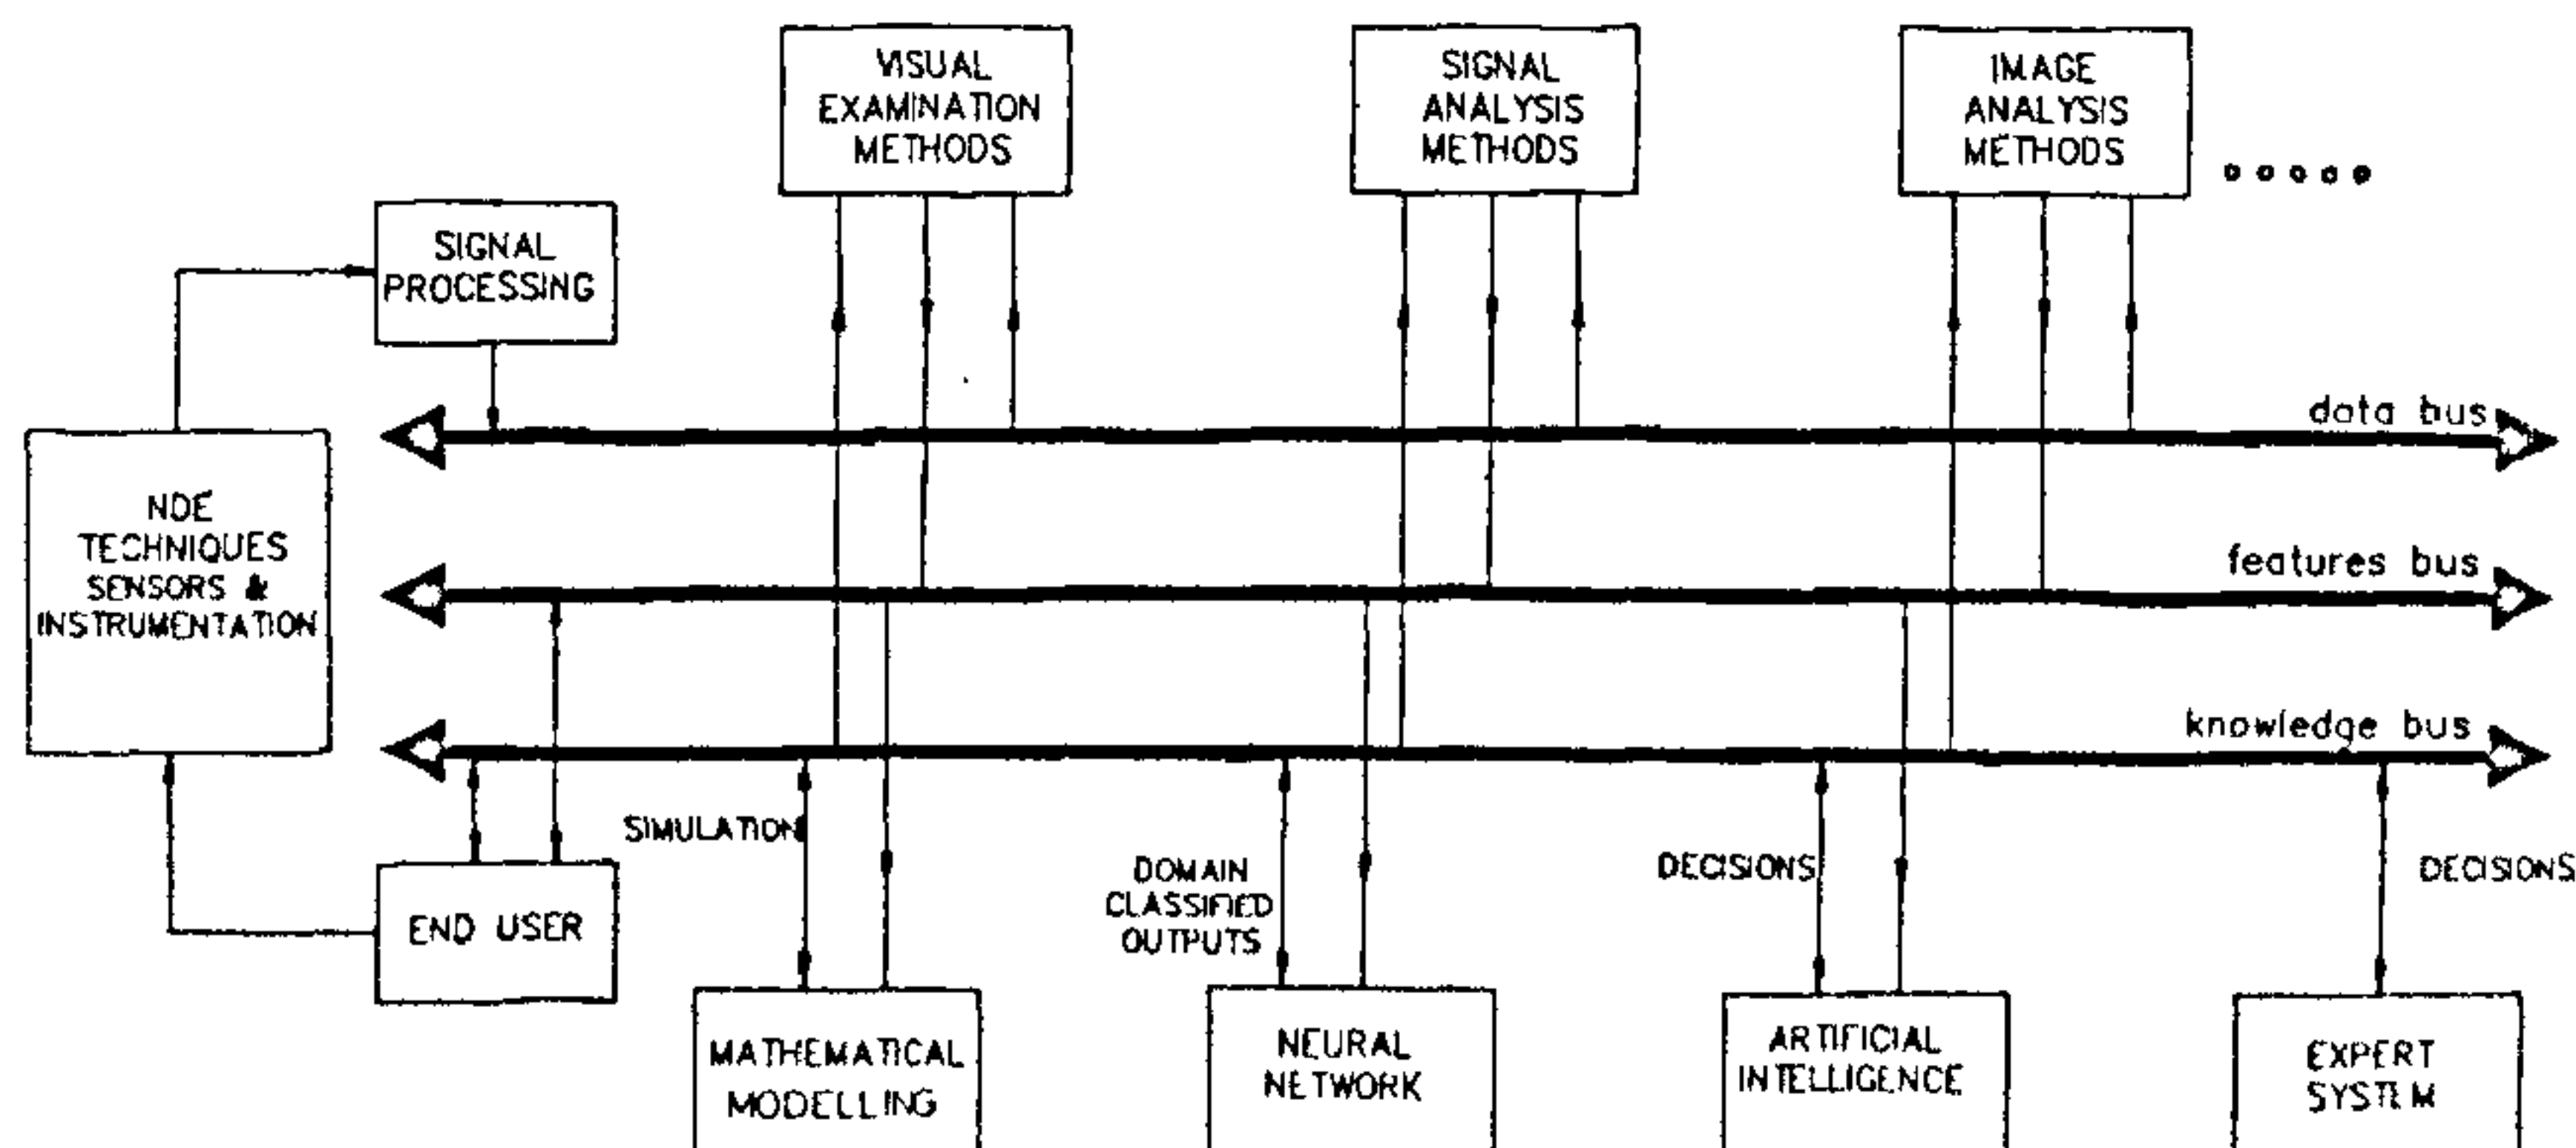 VISUAL
EXAMINATION
METHODS
SIGNAL
ANALYSIS
METHODS
IMAGE
ANALYSIS
METHODS
SIGNAL
PROCESSING
data bus
NDE
TECHNIQUES
SENSORS &
INSTRUMENTATION
features bus
knowledge bus
SIMULATION
DOMAIN
CLASSIFIED
OUTPUTS
DECISIONS
DECISIONS
END USER
MATHEMATICAL
MODELLING
NEURAL
NETWORK
ARTIFICIAL
INTELLIGENCE
EXPERT
SYSTEM